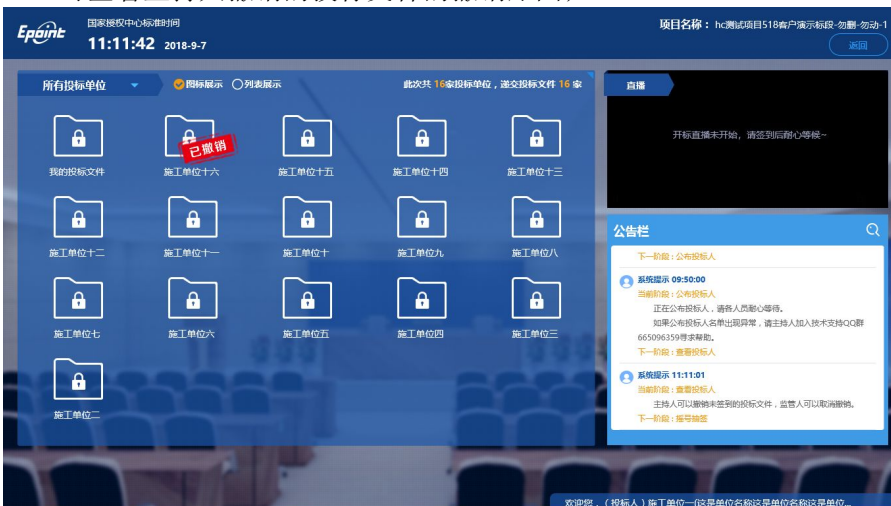 Epoint
国家授权中心标准时间
11:11:42 2018-9-7
项目名称：hc测试项目518客户演示标段-勿删-勿动-1
返回
所有投标单位
图标展示 列表展示
此次共 16家投标单位，递交投标文件 16 家
我的投标文件
已撤销
施工单位十六
施工单位十五
施工单位十四
施工单位十三
施工单位十二
施工单位十一
施工单位十
施工单位九
施工单位八
施工单位七
施工单位六
施工单位五
施工单位四
施工单位三
施工单位二
直播
开标直播未开始，请签到后耐心等候~
公告栏
下一阶段：公布投标人
系统提示 09:50:00
当前阶段：公布投标人
正在公布投标人，请各人员耐心等待。
如果公布投标人名单出现异常，请主持人加入技术支持QQ群
665096359寻求帮助。
下一阶段：查看投标人
系统提示 11:11:01
当前阶段：查看投标人
主持人可以撤销未签到的投标文件，监管人可以取消撤销。
下一阶段：摇号抽签
欢迎您，（投标人）施工单位一(这是单位名称这是单位名称这是单位...